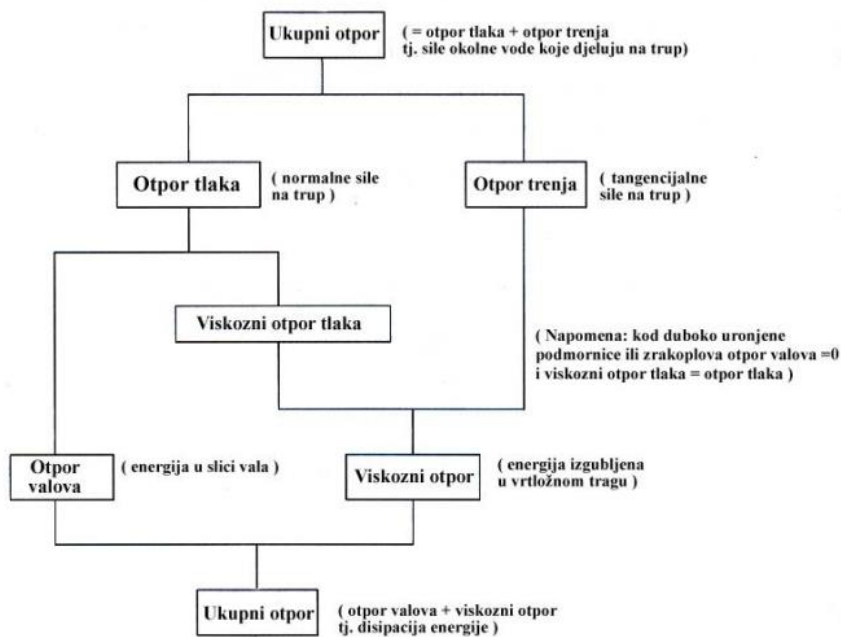 Ukupni otpor
( = otpor tlaka + otpor trenja
tj. sile okolne vode koje djeluju na trup)
Otpor tlaka
( normalne sile
na trup )
Otpor trenja
( tangencijalne
sile na trup )
Viskozni otpor tlaka
( Napomena: kod duboko uronjene
podmornice ili zrakoplova otpor valova =0
i viskozni otpor tlaka = otpor tlaka )
Otpor
valova
( energija u slici vala )
Viskozni otpor
( energija izgubljena
u vrtložnom tragu )
Ukupni otpor
( otpor valova + viskozni otpor
tj. disipacija energije )